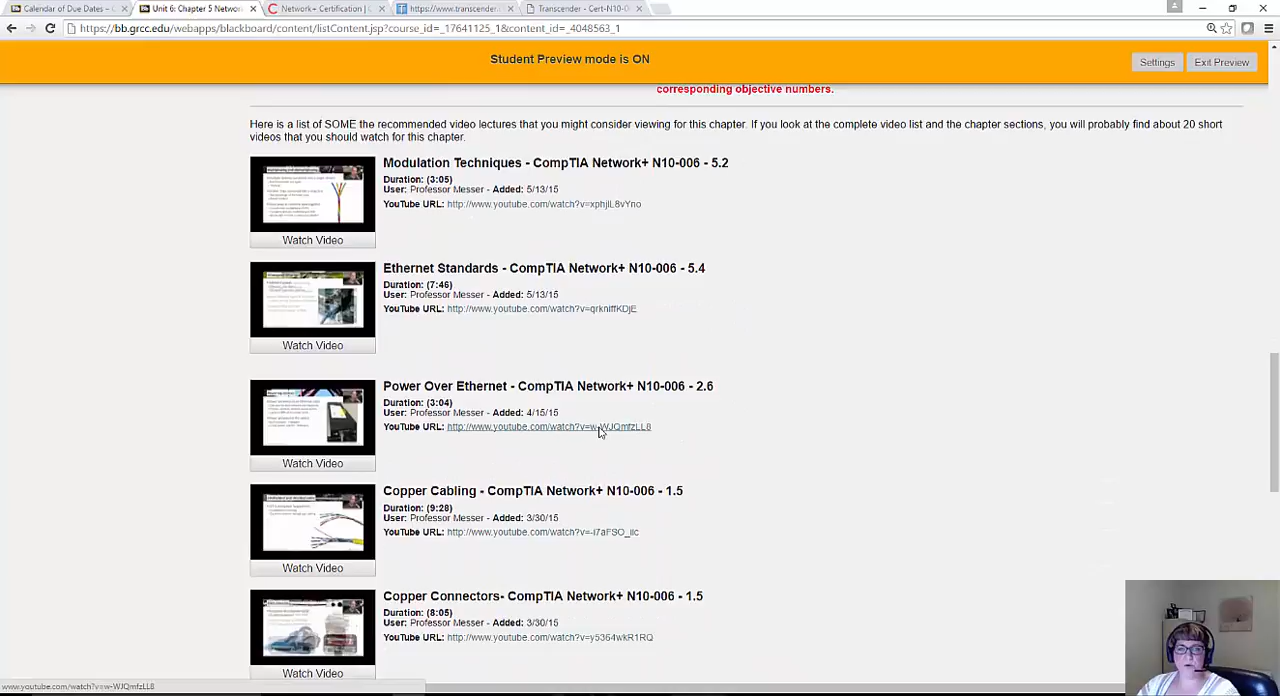 Calendar of Due Dates –
Unit 6: Chapter 5 Network
Network+ Certification |
https://www.transcender.
Transcender - Cert-N10-0
https://bb.grcc.edu/webapps/blackboard/content/listContent.jsp?course_id=_17641125_1&content_id=_4048563_1
Student Preview mode is ON
Settings
Exit Preview
corresponding objective numbers.
Here is a list of SOME the recommended video lectures that you might consider viewing for this chapter. If you look at the complete video list and the chapter sections, you will probably find about 20 short
videos that you should watch for this chapter.
Modulation Techniques - CompTIA Network+ N10-006 - 5.2
Duration: (3:05)
User: Professor Messer - Added: 5/13/15
YouTube URL: http://www.youtube.com/watch?v=xphjlL8vYno
Watch Video
Ethernet Standards - CompTIA Network+ N10-006 - 5.4
Duration: (7:46)
User: Professor Messer - Added: 5/13/15
YouTube URL: http://www.youtube.com/watch?v=qrkniffKDjE
Watch Video
Power Over Ethernet - CompTIA Network+ N10-006 - 2.6
Duration: (3:04)
User: Professor Messer - Added: 4/15/15
YouTube URL: http://www.youtube.com/watch?v=w-WJQmfzLL8
Watch Video
Copper Cabling - CompTIA Network+ N10-006 - 1.5
Duration: (9:28)
User: Professor Messer - Added: 3/30/15
YouTube URL: http://www.youtube.com/watch?v=-i7aFSO_iic
Watch Video
Copper Connectors- CompTIA Network+ N10-006 - 1.5
Duration: (8:05)
User: Professor Messer - Added: 3/30/15
YouTube URL: http://www.youtube.com/watch?v=y5364wkR1RQ
Watch Video
www.youtube.com/watch?v=w-WJQmfzLL8